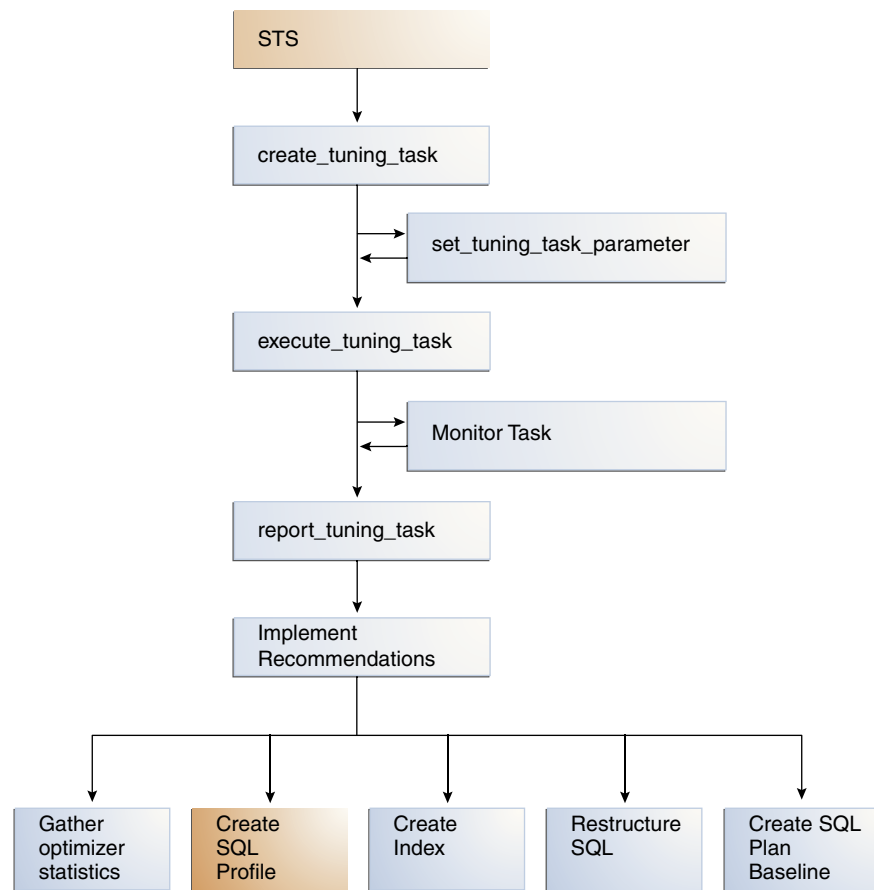 STS
create_tuning_task
set_tuning_task_parameter
execute_tuning_task
Monitor Task
report_tuning_task
Implement
Recommendations
Gather
optimizer
statistics
Create
SQL
Profile
Create
Index
Restructure
SQL
Create SQL
Plan
Baseline